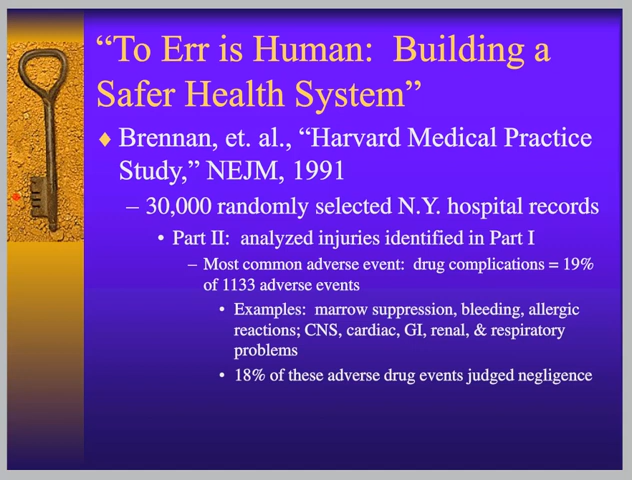 “To Err is Human:  Building a
Safer Health System”
♦ Brennan, et. al., “Harvard Medical Practice
Study,” NEJM, 1991
– 30,000 randomly selected N.Y. hospital records
• Part II:  analyzed injuries identified in Part I
– Most common adverse event:  drug complications = 19%
of 1133 adverse events
• Examples:  marrow suppression, bleeding, allergic
reactions; CNS, cardiac, GI, renal, & respiratory
problems
• 18% of these adverse drug events judged negligence